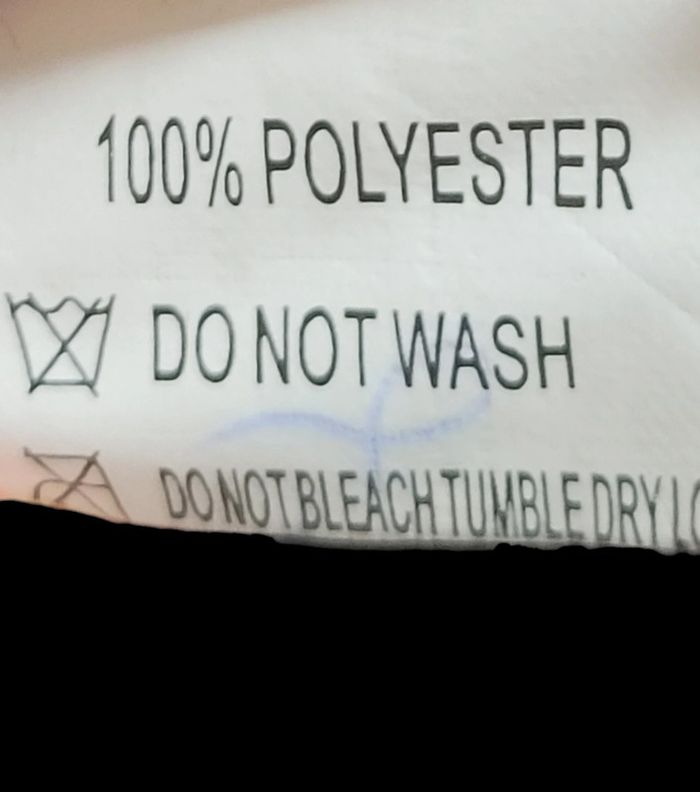 100% POLYESTER
DO NOT WASH
DO NOT BLEACH TUMBLE DRY